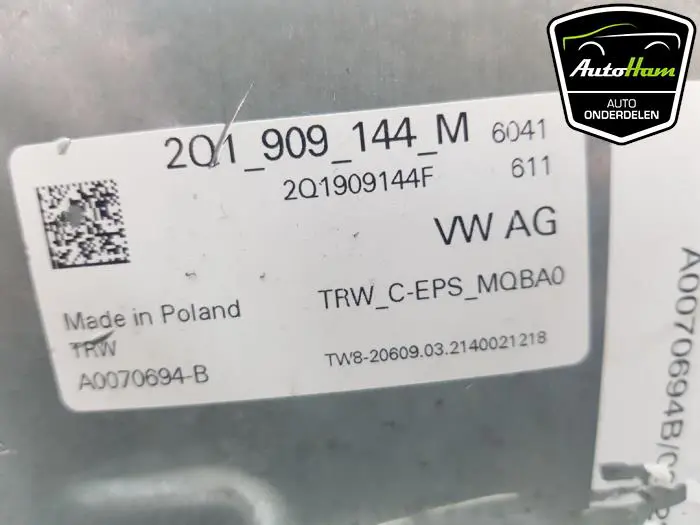 AutoHam
AUTO
ONDERDELEN
2Q1_909_144_M 6041
2Q1909144F 611
VW AG
TRW_C-EPS_MQBA0
Made in Poland
TRW
A0070694-B
TW8-20609.03.2140021218
A0070694B/0